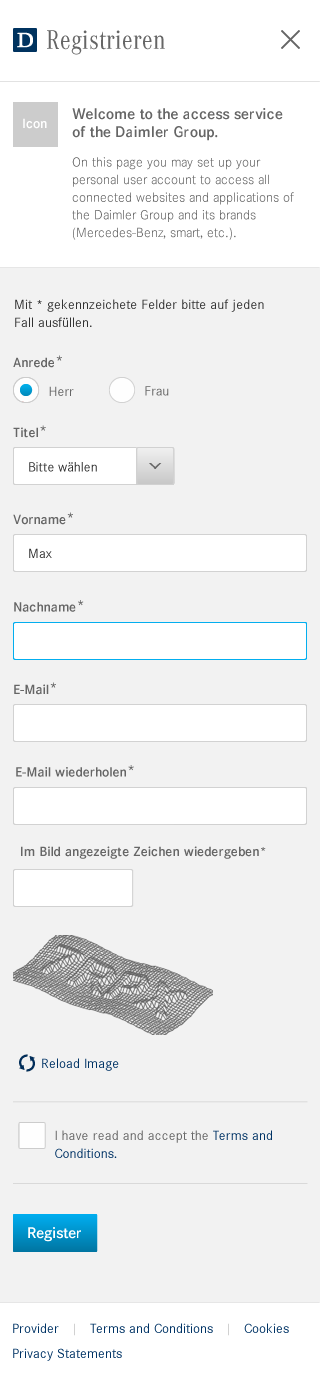 D Registrieren
Icon
Welcome to the access service
of the Daimler Group.
On this page you may set up your
personal user account to access all
connected websites and applications of
the Daimler Group and its brands
(Mercedes-Benz, smart, etc.).
Mit * gekennzeichete Felder bitte auf jeden
Fall ausfüllen.
Anrede*
Herr Frau
Titel*
Bitte wählen
Vorname*
Max
Nachname*
E-Mail*
E-Mail wiederholen*
Im Bild angezeigte Zeichen wiedergeben*
Reload Image
I have read and accept the Terms and
Conditions.
Register
Provider | Terms and Conditions | Cookies
Privacy Statements